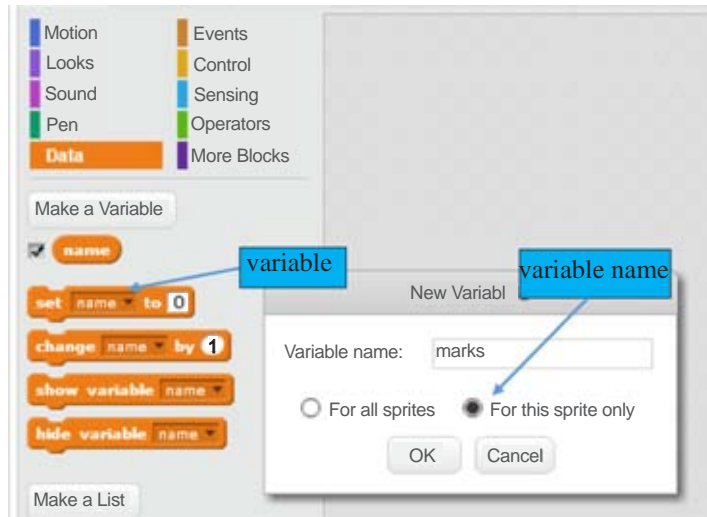 Motion
Events
Looks
Control
Sound
Sensing
Pen
Operators
Data
More Blocks
Make a Variable
name
variable
variable name
set name to 0
New Variabl
change name by 1
Variable name: marks
show variable name
For all sprites For this sprite only
hide variable name
OK Cancel
Make a List